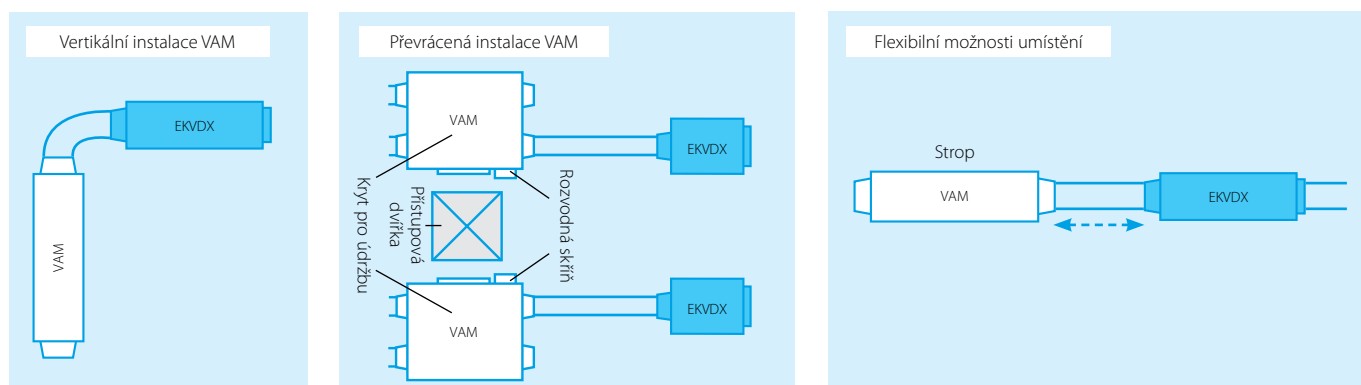 Vertikální instalace VAM
EKVDX
VAM
Převrácená instalace VAM
VAM
EKVDX
Kryt pro údržbu
Přístupová
dvířka
Rozvodná skříň
VAM
EKVDX
Flexibilní možnosti umístění
Strop
VAM
EKVDX